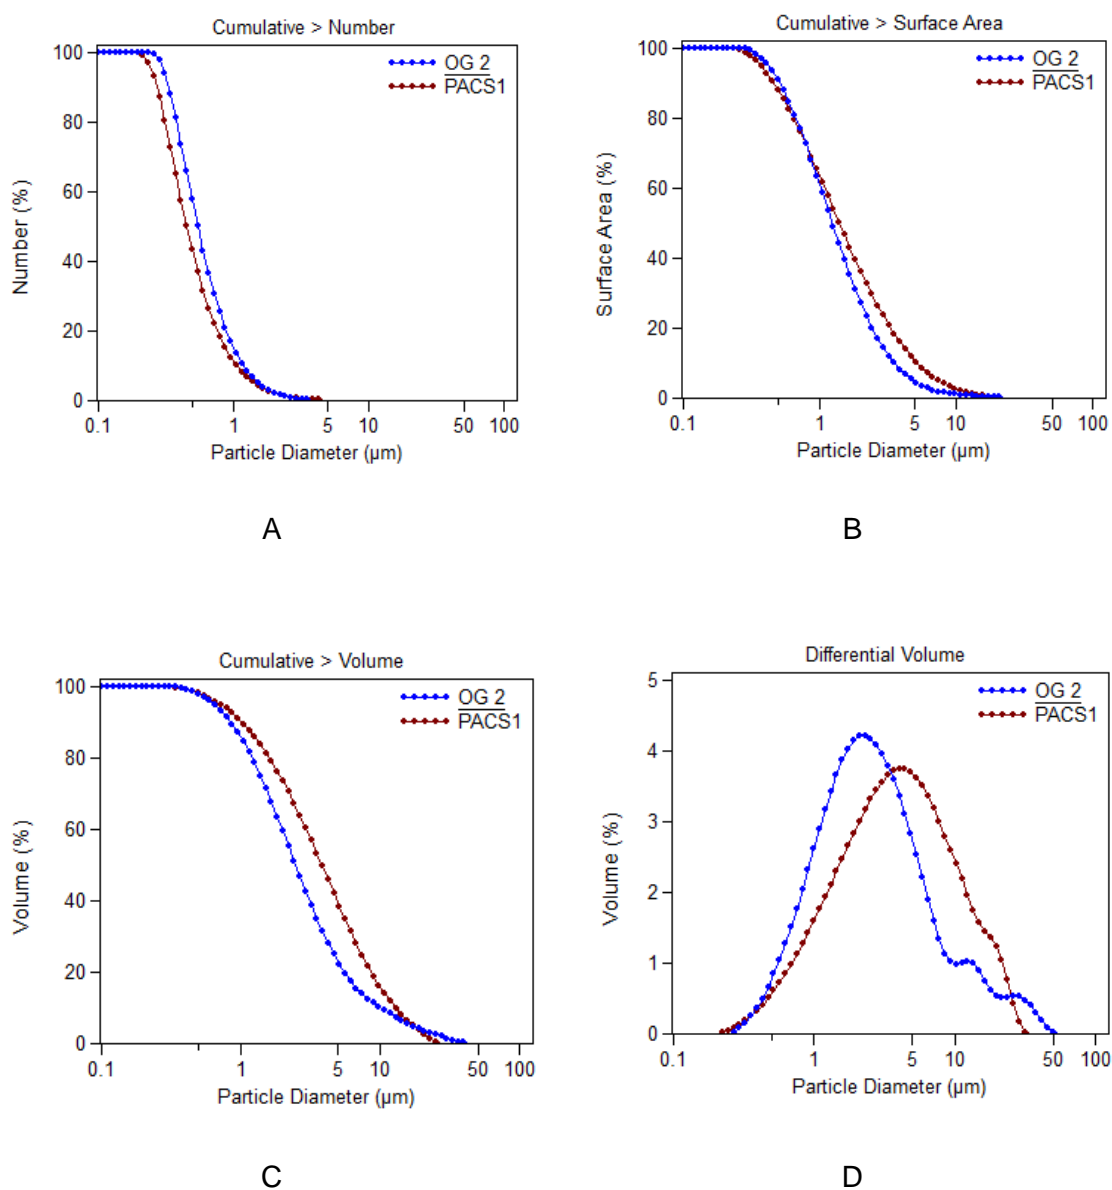 Cumulative > Number
OG 2
PACS1
100
80
60
40
20
0
Number (%)
0.1 1 5 10 50 100
Particle Diameter (µm)
A
Cumulative > Surface Area
OG 2
PACS1
100
80
60
40
20
0
Surface Area (%)
0.1 1 5 10 50 100
Particle Diameter (µm)
B
Cumulative > Volume
OG 2
PACS1
100
80
60
40
20
0
Volume (%)
0.1 1 5 10 50 100
Particle Diameter (µm)
C
Differential Volume
OG 2
PACS1
5
4
3
2
1
0
Volume (%)
0.1 1 5 10 50 100
Particle Diameter (µm)
D